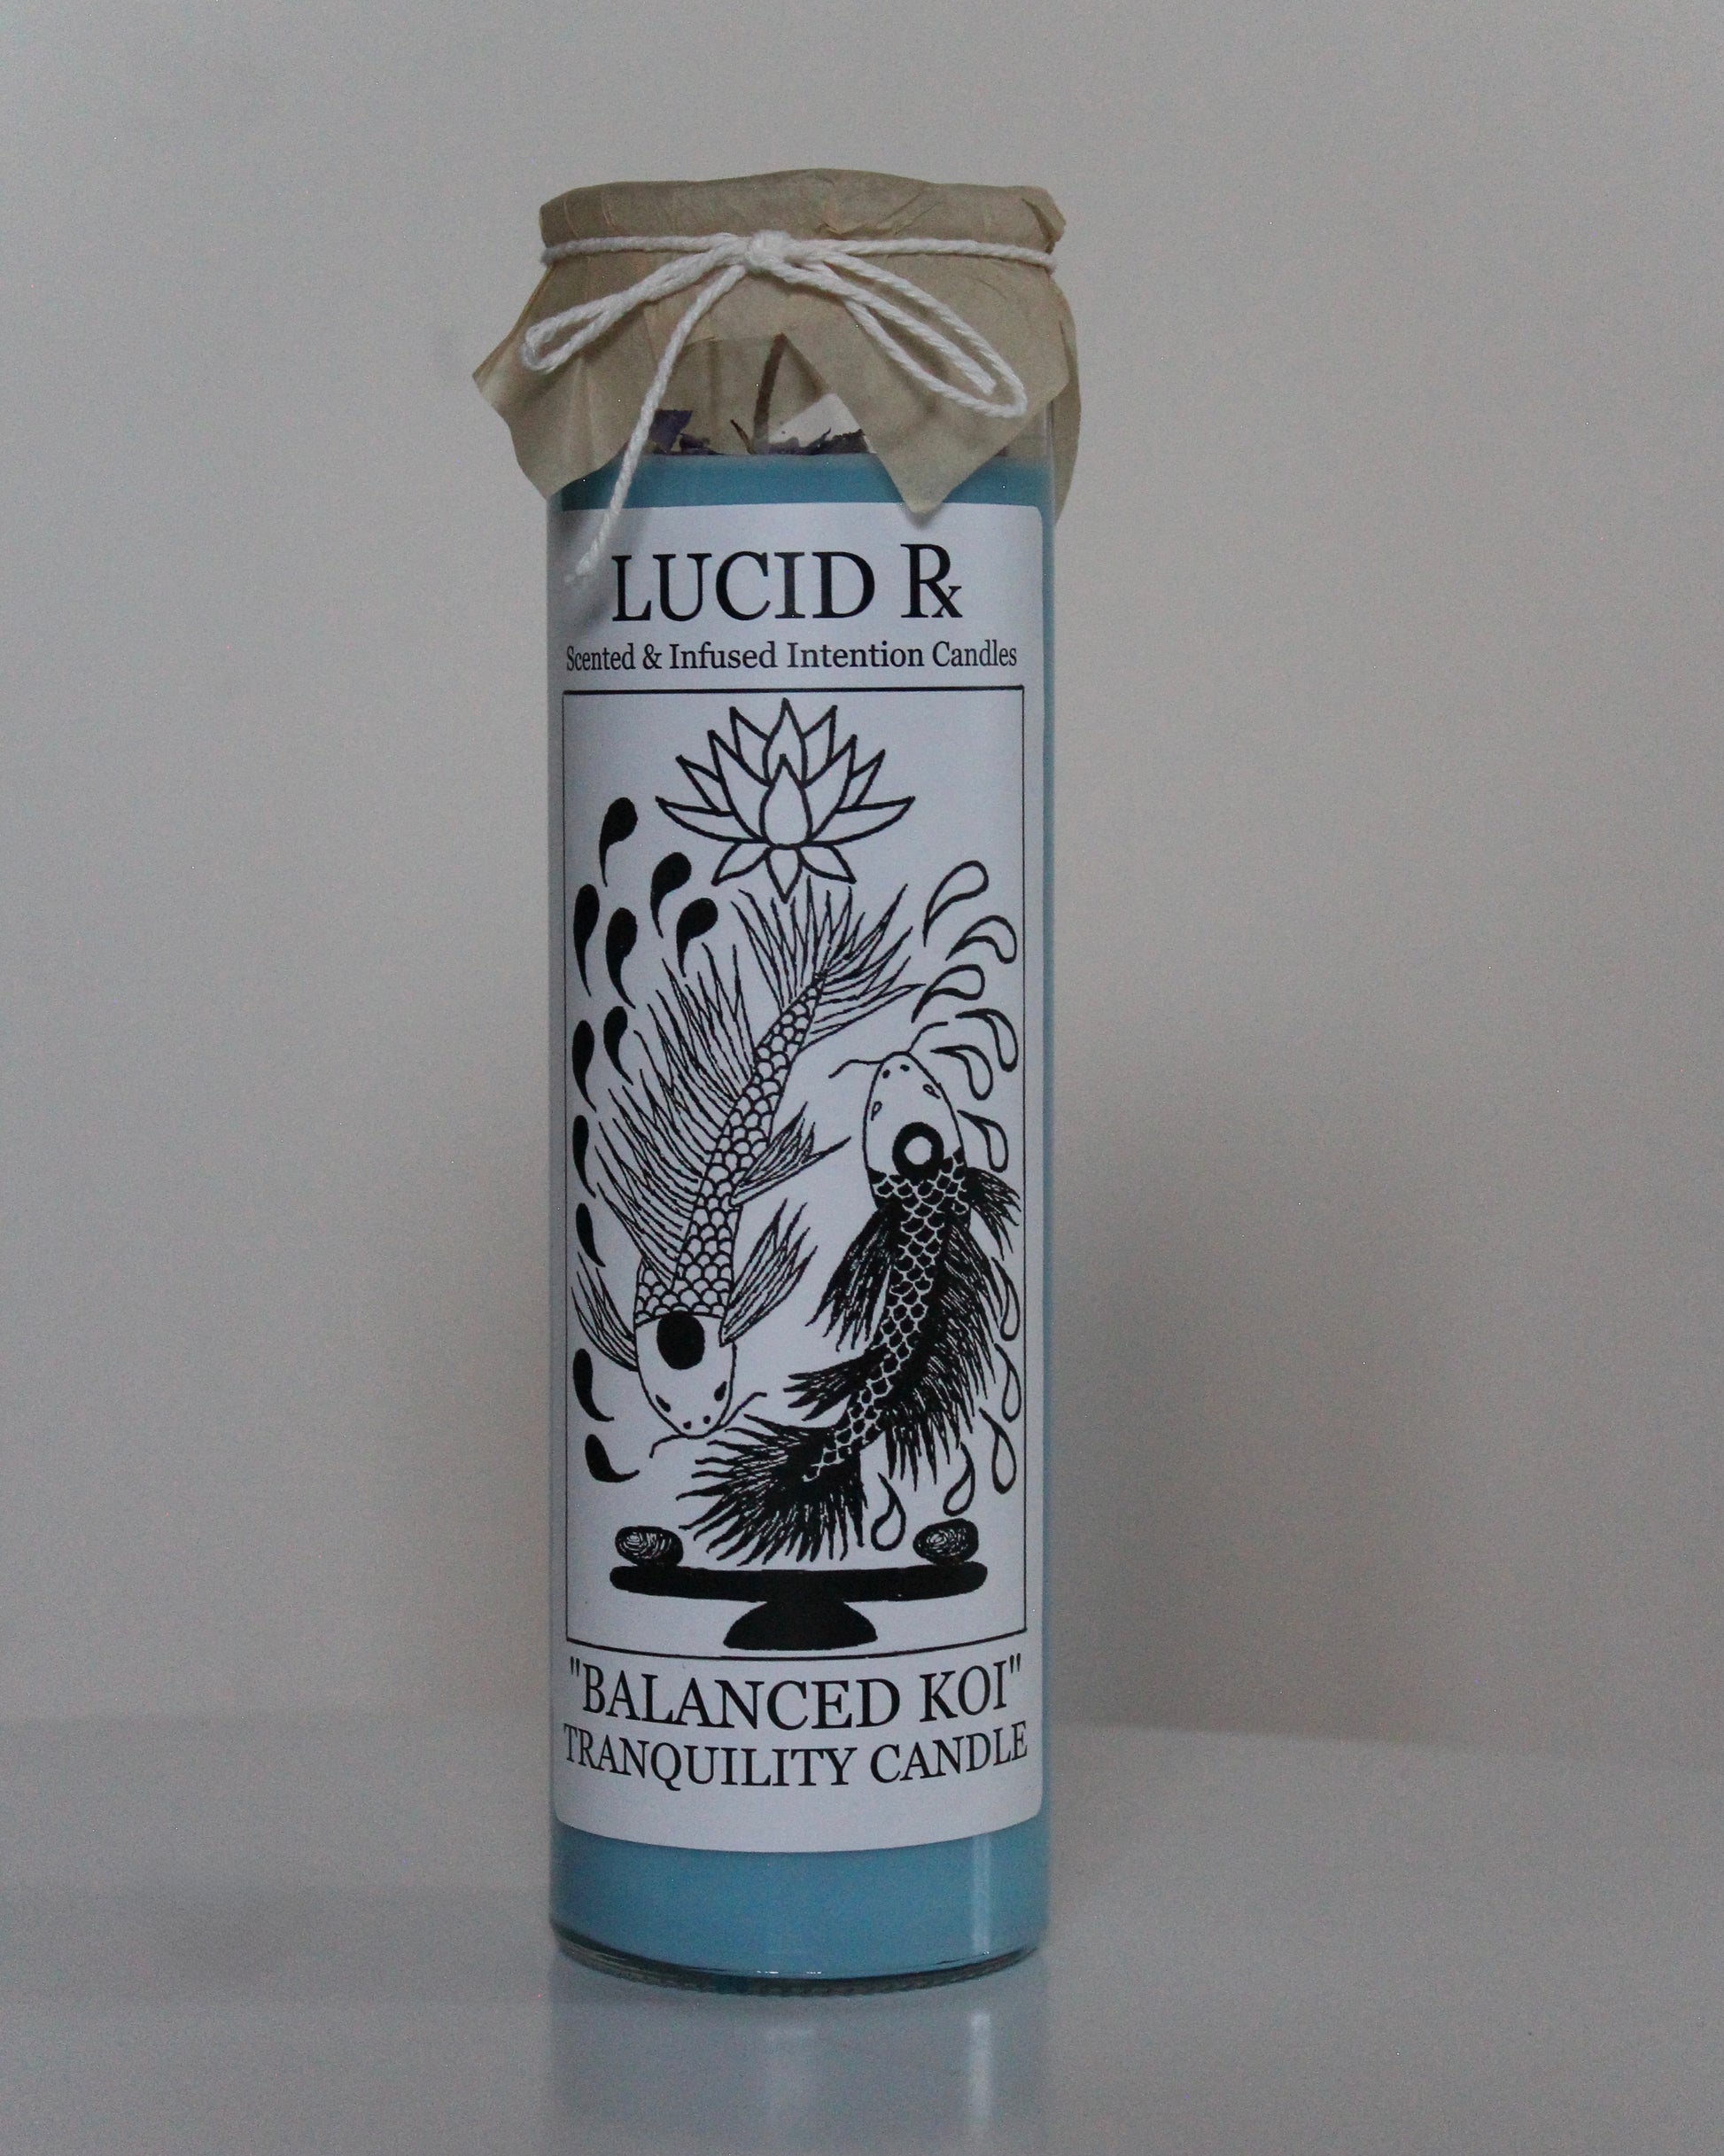 LUCID ℞
Scented & Infused Intention Candles
"BALANCED KOI"
TRANQUILITY CANDLE